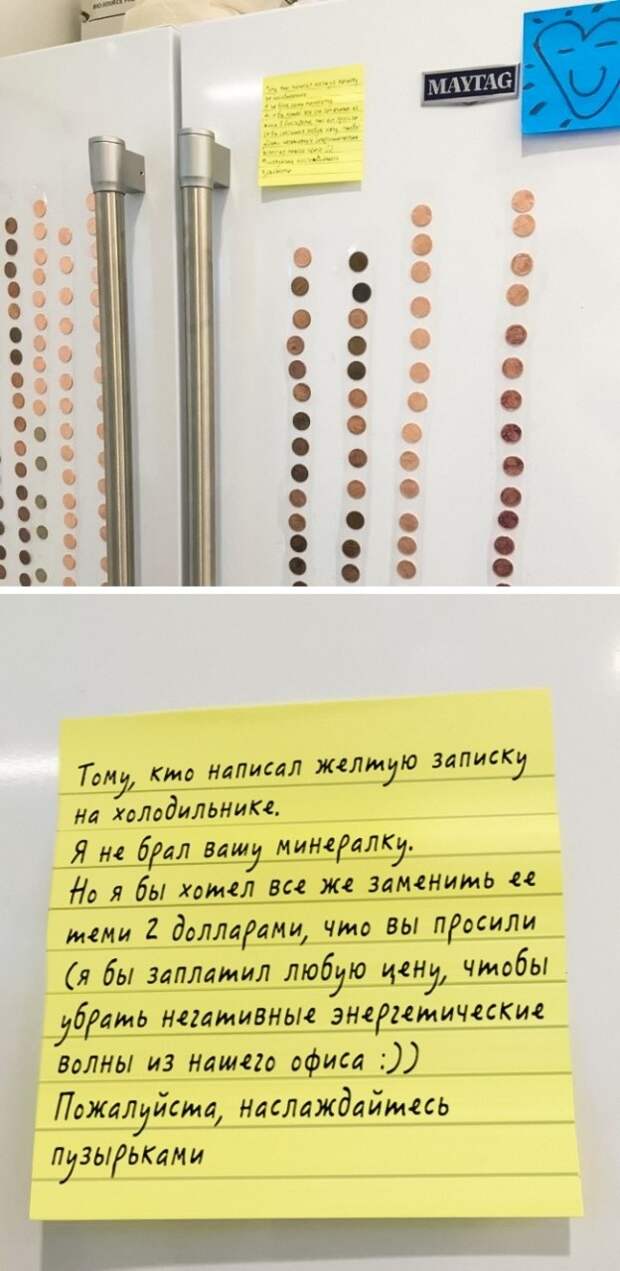 MAYTAG
Тому, кто написал желтую записку
на холодильнике.
Я не брал вашу минералку.
Но я бы хотел все же заменить ее
теми 2 долларами, что вы просили
(я бы заплатил любую цену, чтобы
убрать негативные энергетические
волны из нашего офиса :))
Пожалуйста, наслаждайтесь
пузырьками